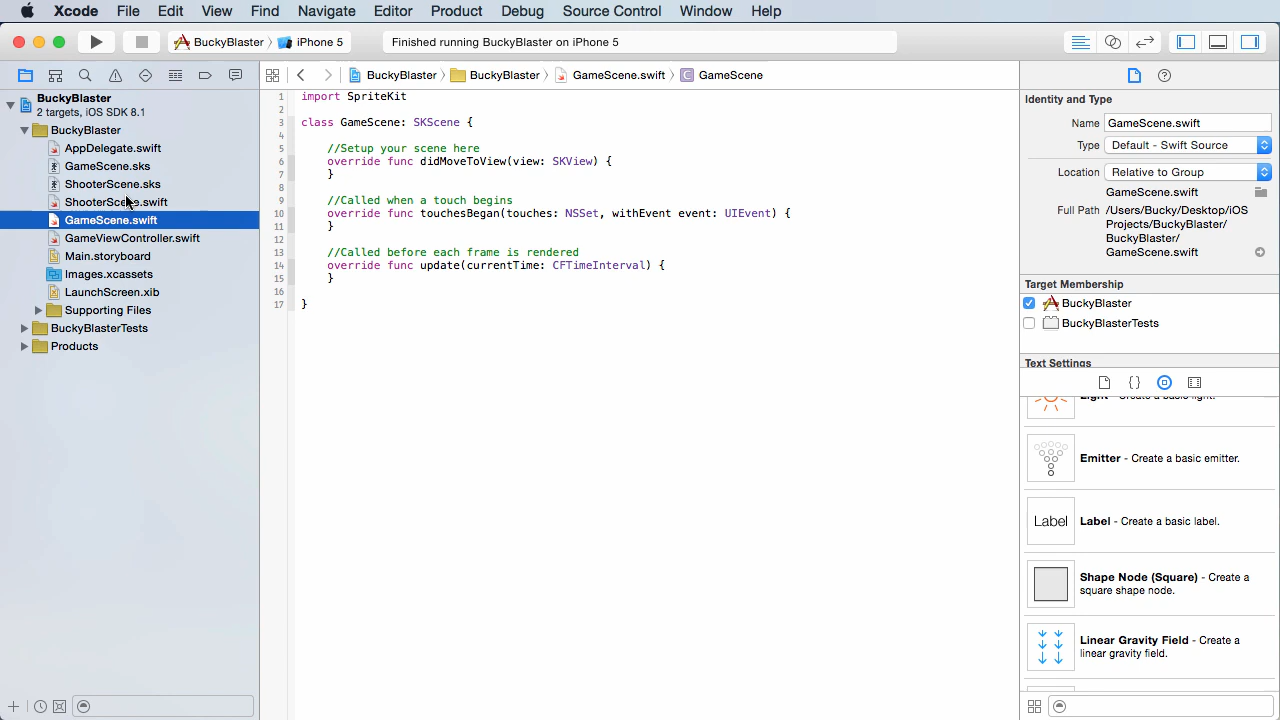 Xcode File Edit View Find Navigate Editor Product Debug Source Control Window Help
BuckyBlaster iPhone 5 Finished running BuckyBlaster on iPhone 5
BuckyBlaster BuckyBlaster GameScene.swift C GameScene
BuckyBlaster
2 targets, iOS SDK 8.1
BuckyBlaster
AppDelegate.swift
GameScene.sks
ShooterScene.sks
ShooterScene.swift
GameScene.swift
GameViewController.swift
Main.storyboard
Images.xcassets
LaunchScreen.xib
Supporting Files
BuckyBlasterTests
Products
1 import SpriteKit
2
3 class GameScene: SKScene {
4
5 //Setup your scene here
6 override func didMoveToView(view: SKView) {
7 }
8
9 //Called when a touch begins
10 override func touchesBegan(touches: NSSet, withEvent event: UIEvent) {
11 }
12
13 //Called before each frame is rendered
14 override func update(currentTime: CFTimeInterval) {
15 }
16
17 }
Identity and Type
Name GameScene.swift
Type Default - Swift Source
Location Relative to Group
GameScene.swift
Full Path /Users/Bucky/Desktop/iOS
Projects/BuckyBlaster/
BuckyBlaster/
GameScene.swift
Target Membership
BuckyBlaster
BuckyBlasterTests
Text Settings
Light - Create a basic light.
Emitter - Create a basic emitter.
Label
Label - Create a basic label.
Shape Node (Square) - Create a
square shape node.
Linear Gravity Field - Create a
linear gravity field.